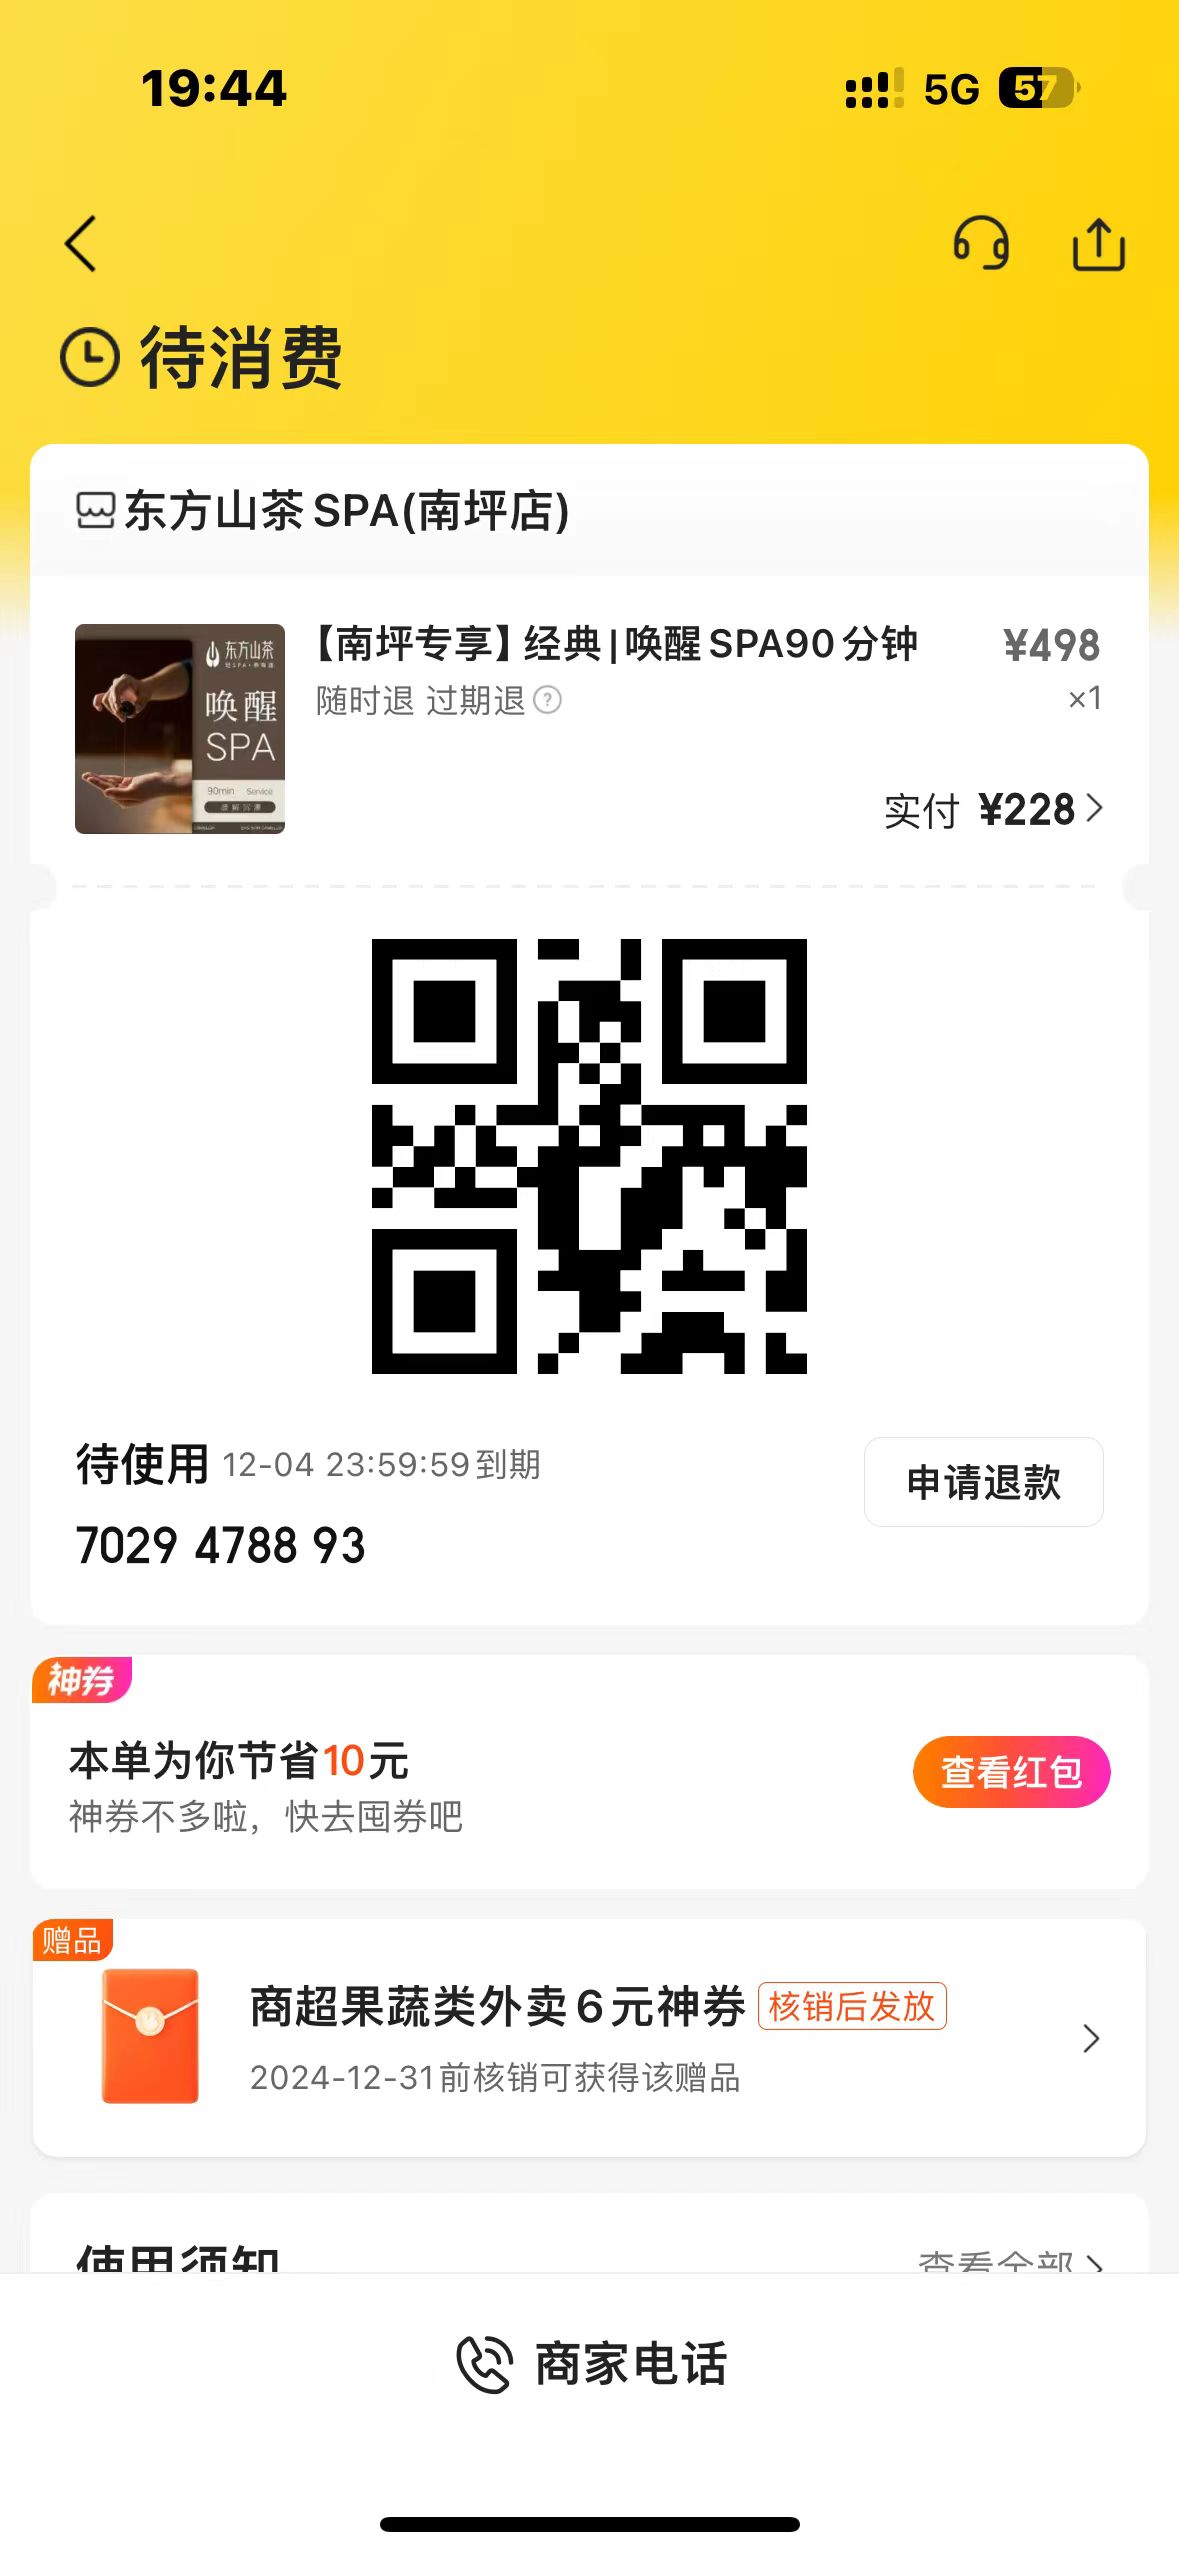 19:44
5G 57
待消费
东方山茶SPA(南坪店)
【南坪专享】经典|唤醒SPA90分钟 ¥498
随时退 过期退 ? ×1
东方山茶
唤醒
SPA
90min Service
实付 ¥228
待使用 12-04 23:59:59到期
申请退款
7029 4788 93
神券
本单为你节省10元
查看红包
神券不多啦，快去囤券吧
赠品
商超果蔬类外卖6元神券 核销后发放
2024-12-31前核销可获得该赠品
使用须知 查看全部
商家电话